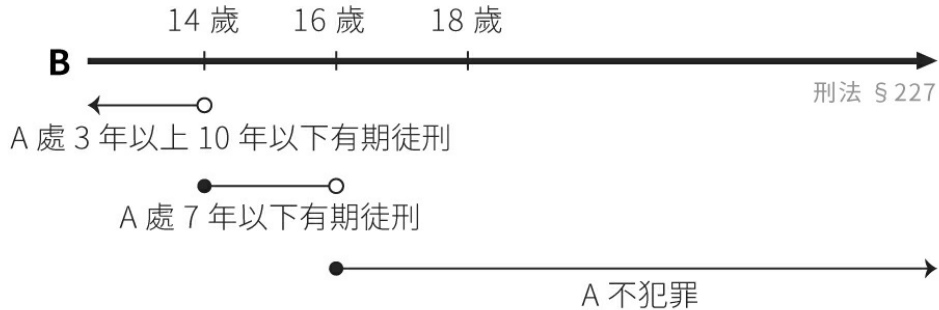 14 歲 16 歲 18 歲
B
刑法 §227
A 處 3 年以上 10 年以下有期徒刑
A 處 7 年以下有期徒刑
A 不犯罪